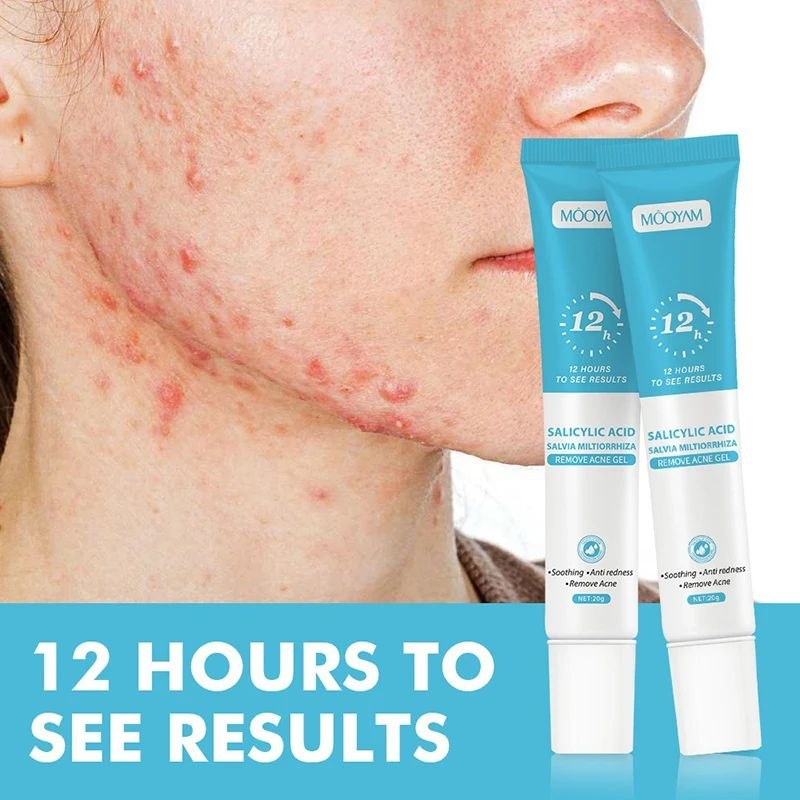 MÖOYAM
12h
12 HOURS
TO SEE RESULTS
SALICYLIC ACID
SALVIA MILTIORRHIZA
REMOVE ACNE GEL
•Soothing •Anti redness
•Remove Acne
NET:20g
MÖOYAM
12h
12 HOURS
TO SEE RESULTS
SALICYLIC ACID
SALVIA MILTIORRHIZA
REMOVE ACNE GEL
•Soothing •Anti redness
•Remove Acne
NET:20g
12 HOURS TO
SEE RESULTS